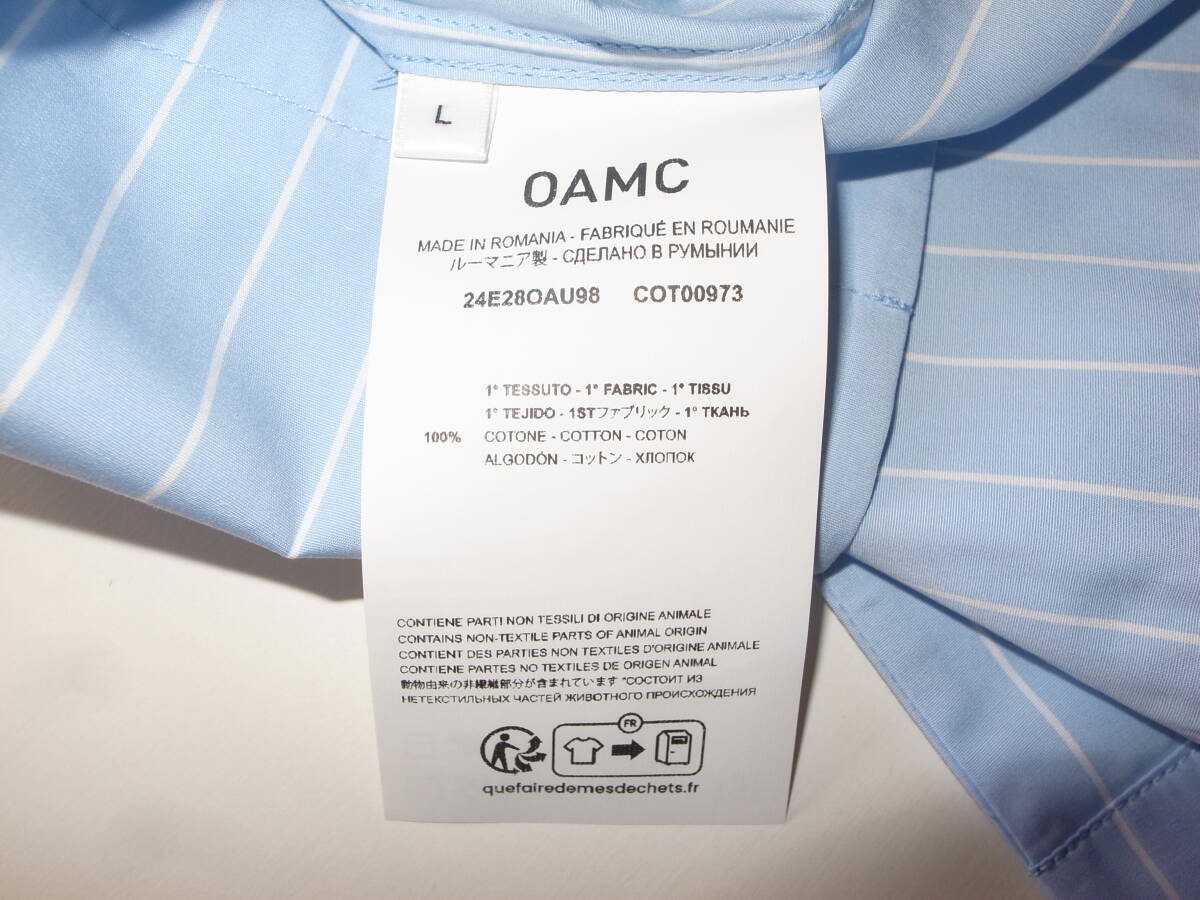 L
OAMC
MADE IN ROMANIA - FABRIQUÉ EN ROUMANIE
ルーマニア製 - СДЕЛАНО В РУМЫНИИ
24E28OAU98 COT00973
1° TESSUTO - 1° FABRIC - 1° TISSU
1° TEJIDO - 1STファブリック - 1° ТКАНЬ
100% COTONE - COTTON - COTON
ALGODÓN - コットン - ХЛОПОК
CONTIENE PARTI NON TESSILI DI ORIGINE ANIMALE
CONTAINS NON-TEXTILE PARTS OF ANIMAL ORIGIN
CONTIENT DES PARTIES NON TEXTILES D'ORIGINE ANIMALE
CONTIENE PARTES NO TEXTILES DE ORIGEN ANIMAL
動物由来の非繊維部分が含まれています "СОСТОИТ ИЗ
НЕТЕКСТИЛЬНЫХ ЧАСТЕЙ ЖИВОТНОГО ПРОИСХОЖДЕНИЯ
FR
quefairedemesdechets.fr